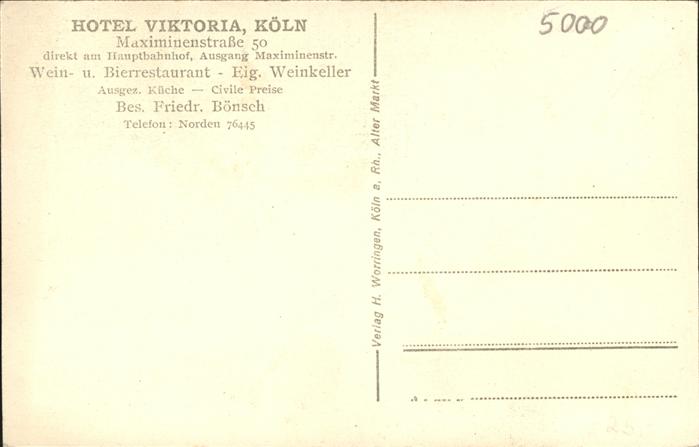 HOTEL VIKTORIA, KÖLN
Maximinenstraße 50
direkt am Hauptbahnhof, Ausgang Maximinenstr.
Wein- u. Bierrestaurant - Eig. Weinkeller
Ausgez. Küche — Civile Preise
Bes. Friedr. Bönsch
Telefon: Norden 76445
Verlag H. Worringen, Köln a. Rh., Alter Markt
5000